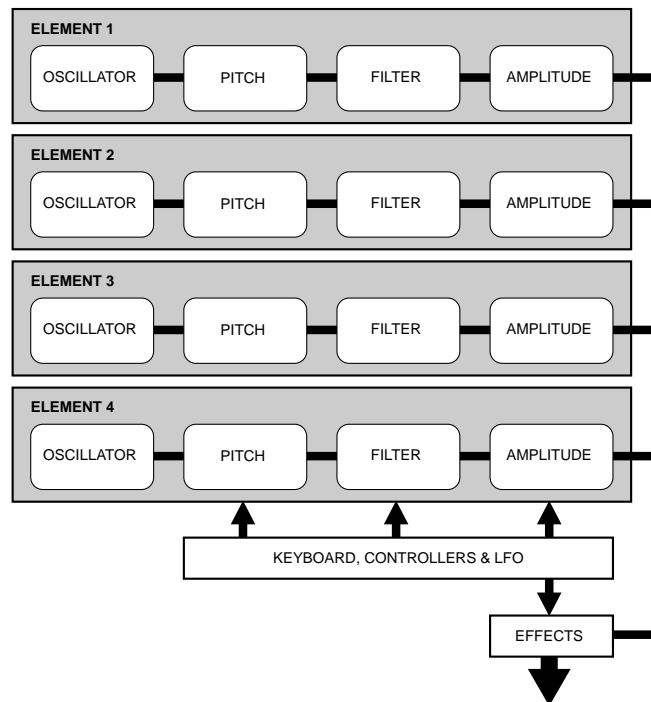 ELEMENT 1
OSCILLATOR PITCH FILTER AMPLITUDE
ELEMENT 2
OSCILLATOR PITCH FILTER AMPLITUDE
ELEMENT 3
OSCILLATOR PITCH FILTER AMPLITUDE
ELEMENT 4
OSCILLATOR PITCH FILTER AMPLITUDE
KEYBOARD, CONTROLLERS & LFO
EFFECTS